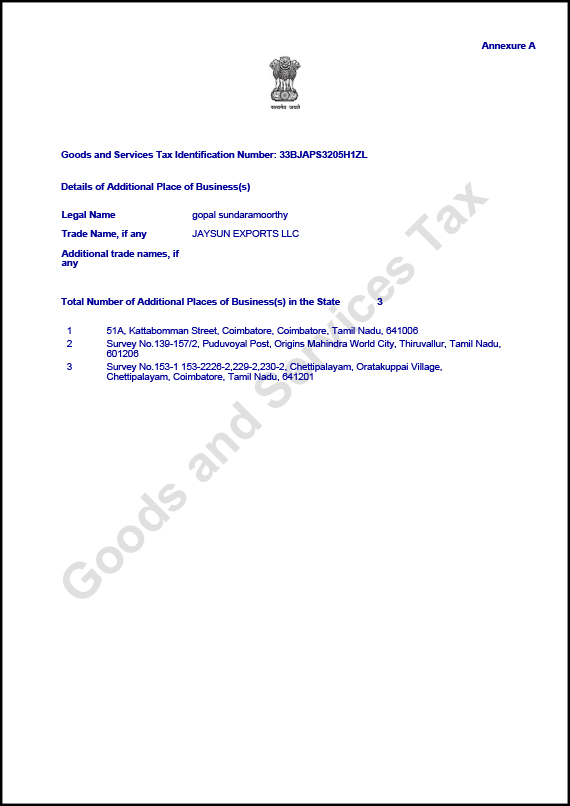 Annexure A
सत्यमेव जयते
Goods and Services Tax Identification Number: 33BJAPS3205H1ZL
Details of Additional Place of Business(s)
Legal Name gopal sundaramoorthy
Trade Name, if any JAYSUN EXPORTS LLC
Additional trade names, if
any
Total Number of Additional Places of Business(s) in the State 3
1 51A, Kattabomman Street, Coimbatore, Coimbatore, Tamil Nadu, 641006
2 Survey No.139-157/2, Puduvoyal Post, Origins Mahindra World City, Thiruvallur, Tamil Nadu,
601206
3 Survey No.153-1 153-2226-2,229-2,230-2, Chettipalayam, Oratakuppai Village,
Chettipalayam, Coimbatore, Tamil Nadu, 641201
Goods and Services Tax